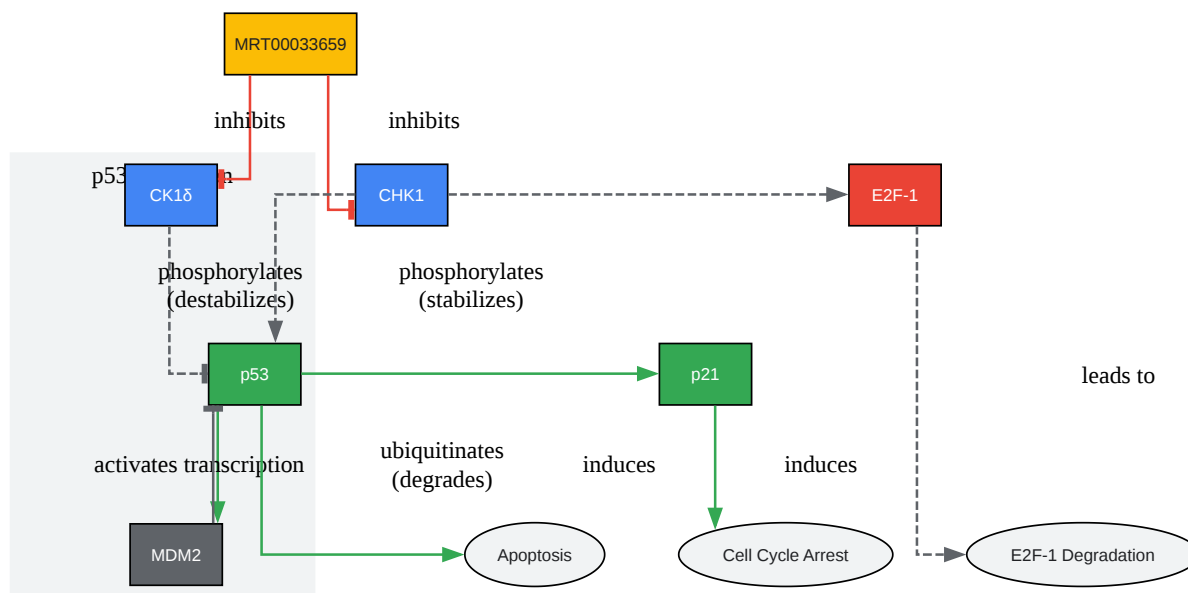 MRT00033659
inhibits
inhibits
p53
n
CK1δ
CHK1
E2F-1
phosphorylates
(destabilizes)
phosphorylates
(stabilizes)
p53
p21
leads to
activates transcription
ubiquitinates
(degrades)
induces
induces
MDM2
Apoptosis
Cell Cycle Arrest
E2F-1 Degradation